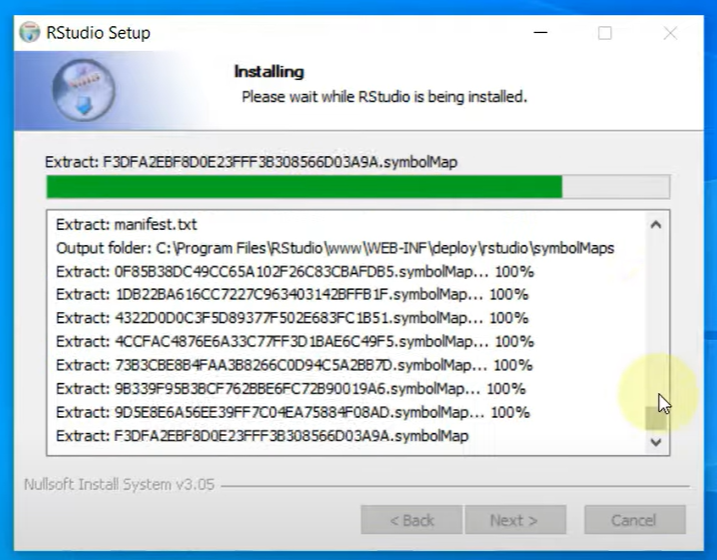 RStudio Setup
Installing
Please wait while RStudio is being installed.
Extract: F3DFA2EBF8D0E23FFF3B308566D03A9A.symbolMap
Extract: manifest.txt
Output folder: C:\Program Files\RStudio\www\WEB-INF\deploy\rstudio\symbolMaps
Extract: 0F85B38DC49CC65A102F26C83CBAFDB5.symbolMap... 100%
Extract: 1DB22BA616CC7227C963403142BFFB1F.symbolMap... 100%
Extract: 4322D0D0C3F5D89377F502E683FC1B51.symbolMap... 100%
Extract: 4CCFAC4876E6A33C77FF3D1BAE6C49F5.symbolMap... 100%
Extract: 73B3CBE8B4FAA3B8266C0D94C5A2BB7D.symbolMap... 100%
Extract: 9B339F95B3BCF762BBE6FC72B90019A6.symbolMap... 100%
Extract: 9D5E8E6A56EE39FF7C04EA75884F08AD.symbolMap... 100%
Extract: F3DFA2EBF8D0E23FFF3B308566D03A9A.symbolMap
Nullsoft Install System v3.05
< Back Next > Cancel